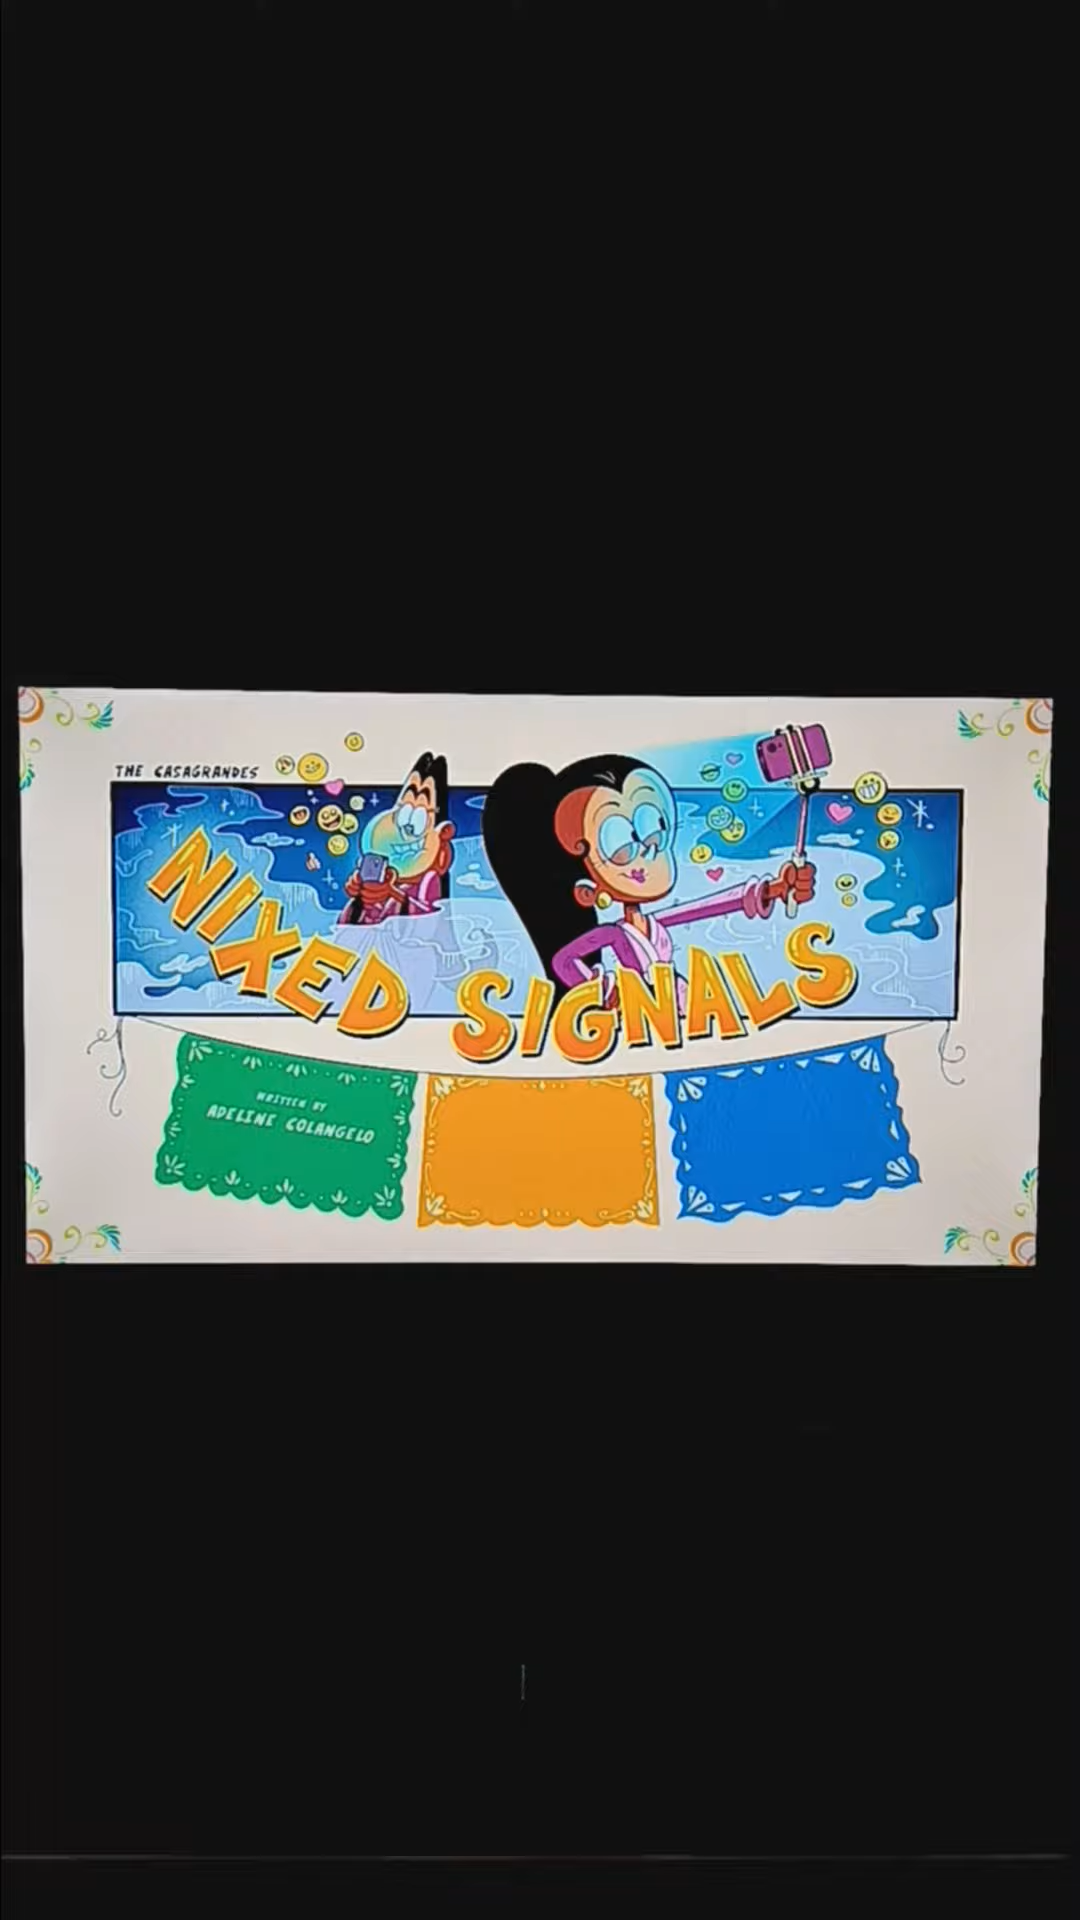 THE CASAGRANDES
NIXED SIGNALS
WRITTEN BY
ADELINE COLANGELO